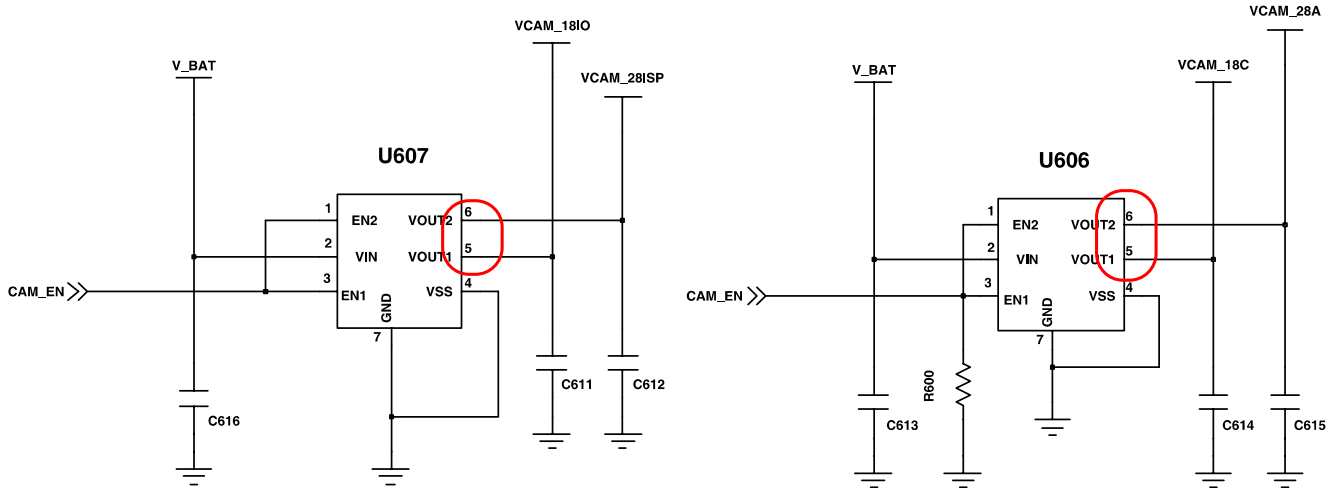 VCAM_18IO
V_BAT
VCAM_28ISP
U607
1
EN2
VOUT2
6
2
VIN
VOUT1
5
3
EN1
VSS
4
CAM_EN
GND
7
C616
C611
C612
VCAM_28A
V_BAT
VCAM_18C
U606
1
EN2
VOUT2
6
2
VIN
VOUT1
5
3
EN1
VSS
4
CAM_EN
GND
7
R600
C613
C614
C615